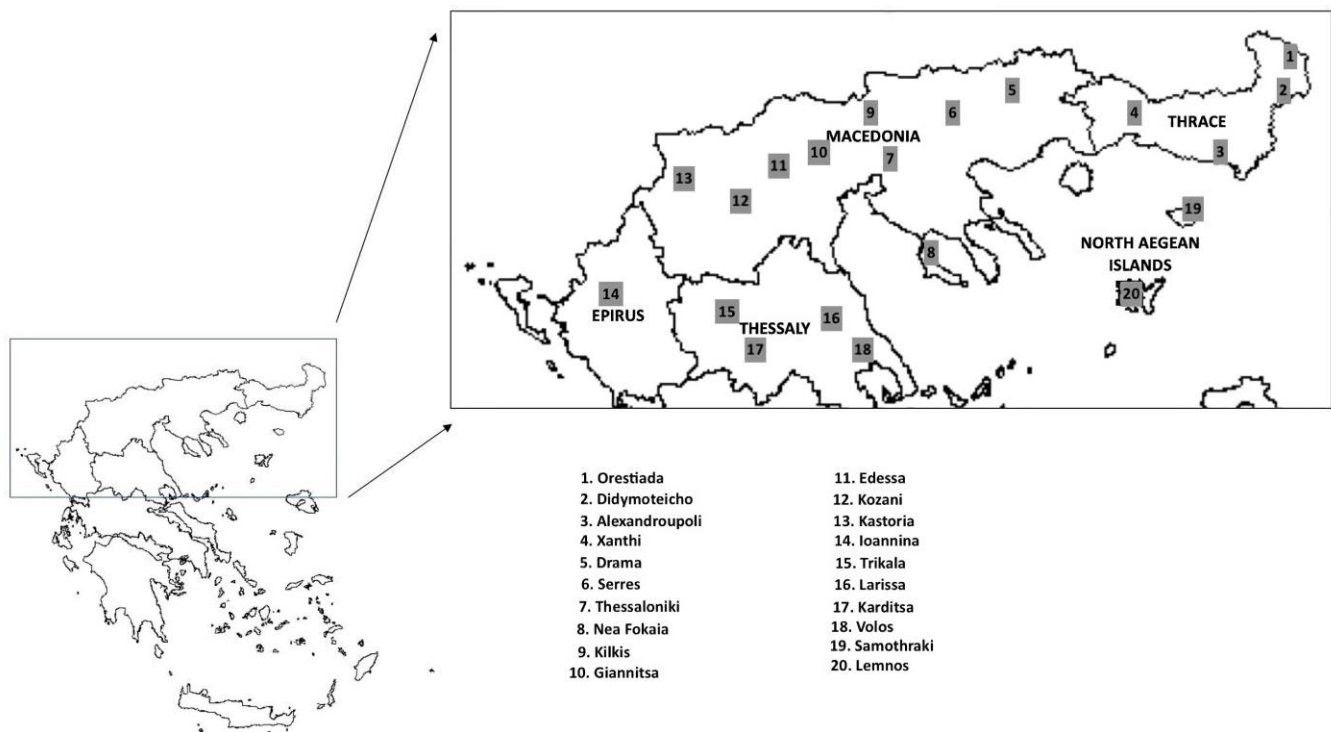 1
2
3
4
5
6
7
8
9
10
11
12
13
14
15
16
17
18
19
20
MACEDONIA
THRACE
NORTH AEGEAN
ISLANDS
EPIRUS
THESSALY
1. Orestiada
2. Didymoteicho
3. Alexandroupoli
4. Xanthi
5. Drama
6. Serres
7. Thessaloniki
8. Nea Fokaia
9. Kilkis
10. Giannitsa
11. Edessa
12. Kozani
13. Kastoria
14. Ioannina
15. Trikala
16. Larissa
17. Karditsa
18. Volos
19. Samothraki
20. Lemnos